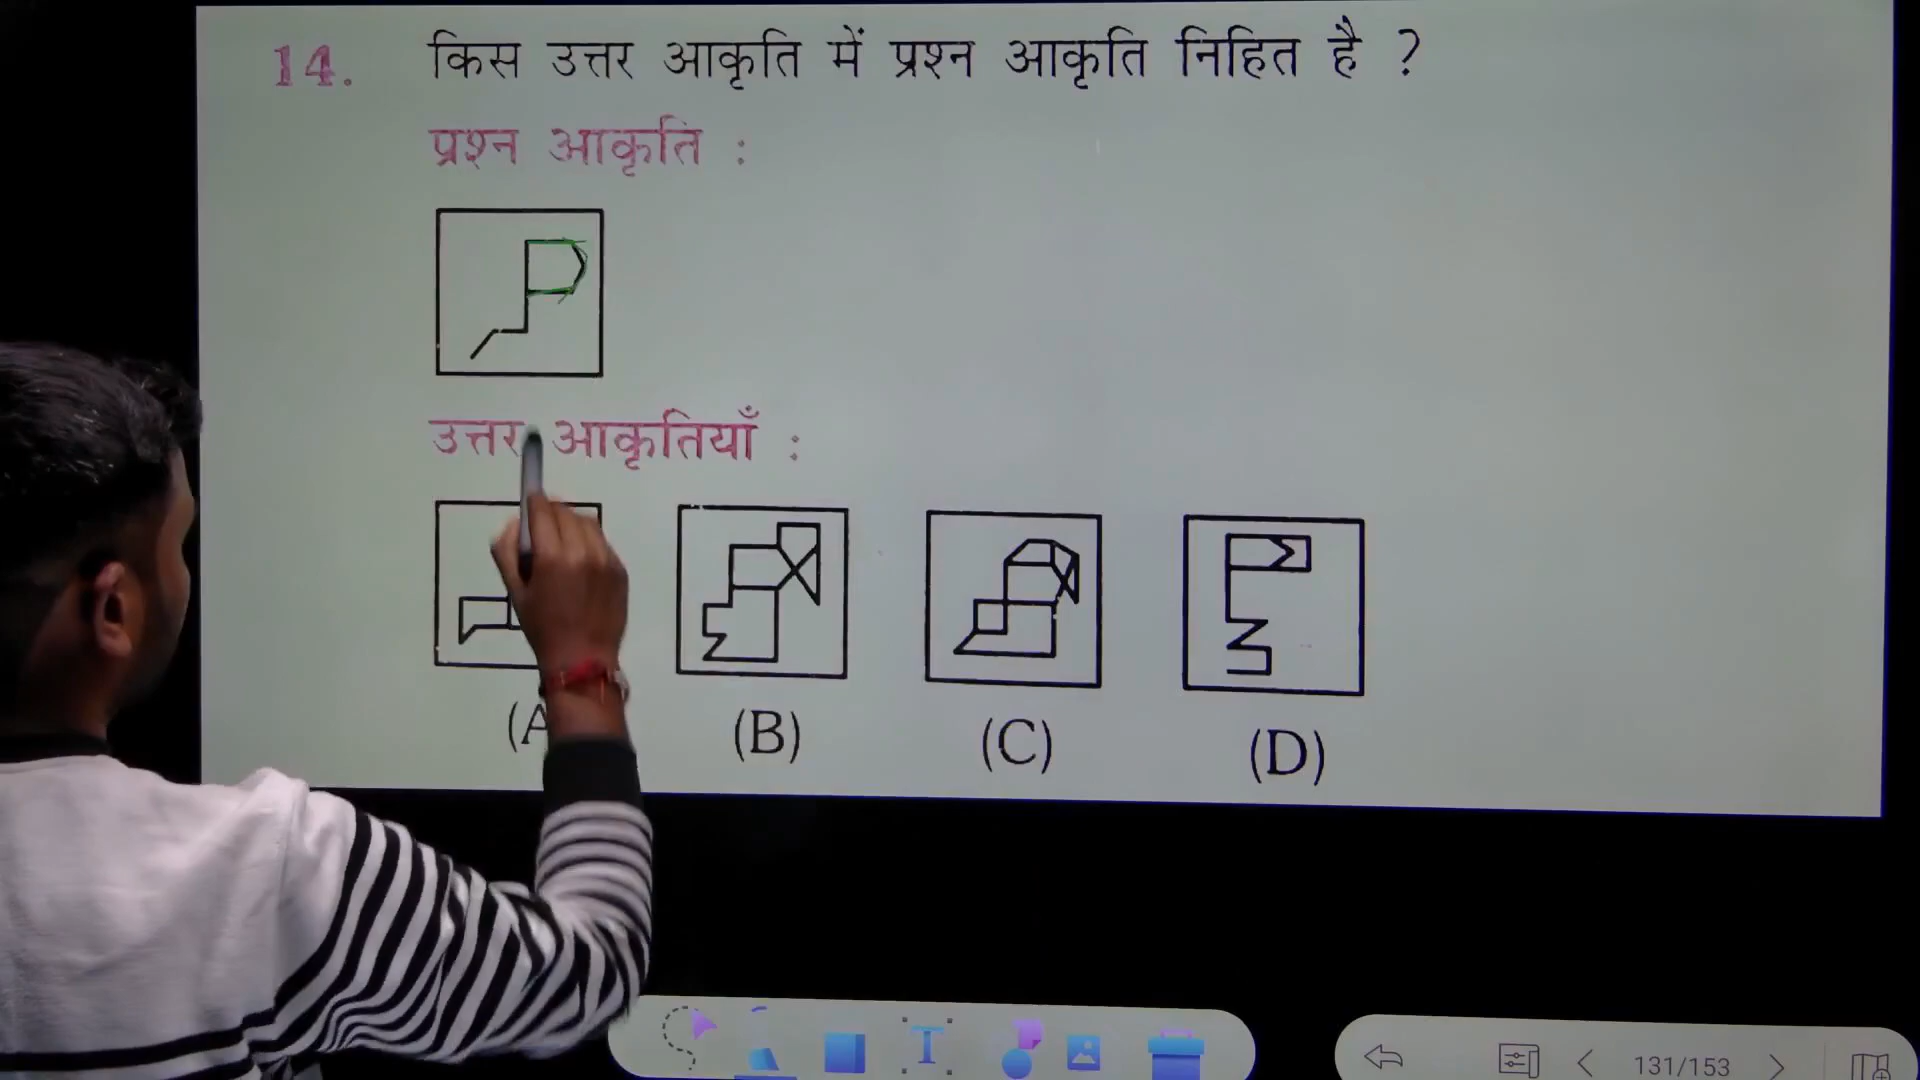 14. किस उत्तर आकृति में प्रश्न आकृति निहित है ?
प्रश्न आकृति :
उत्तर आकृतियाँ :
(A (B) (C) (D)
131/153